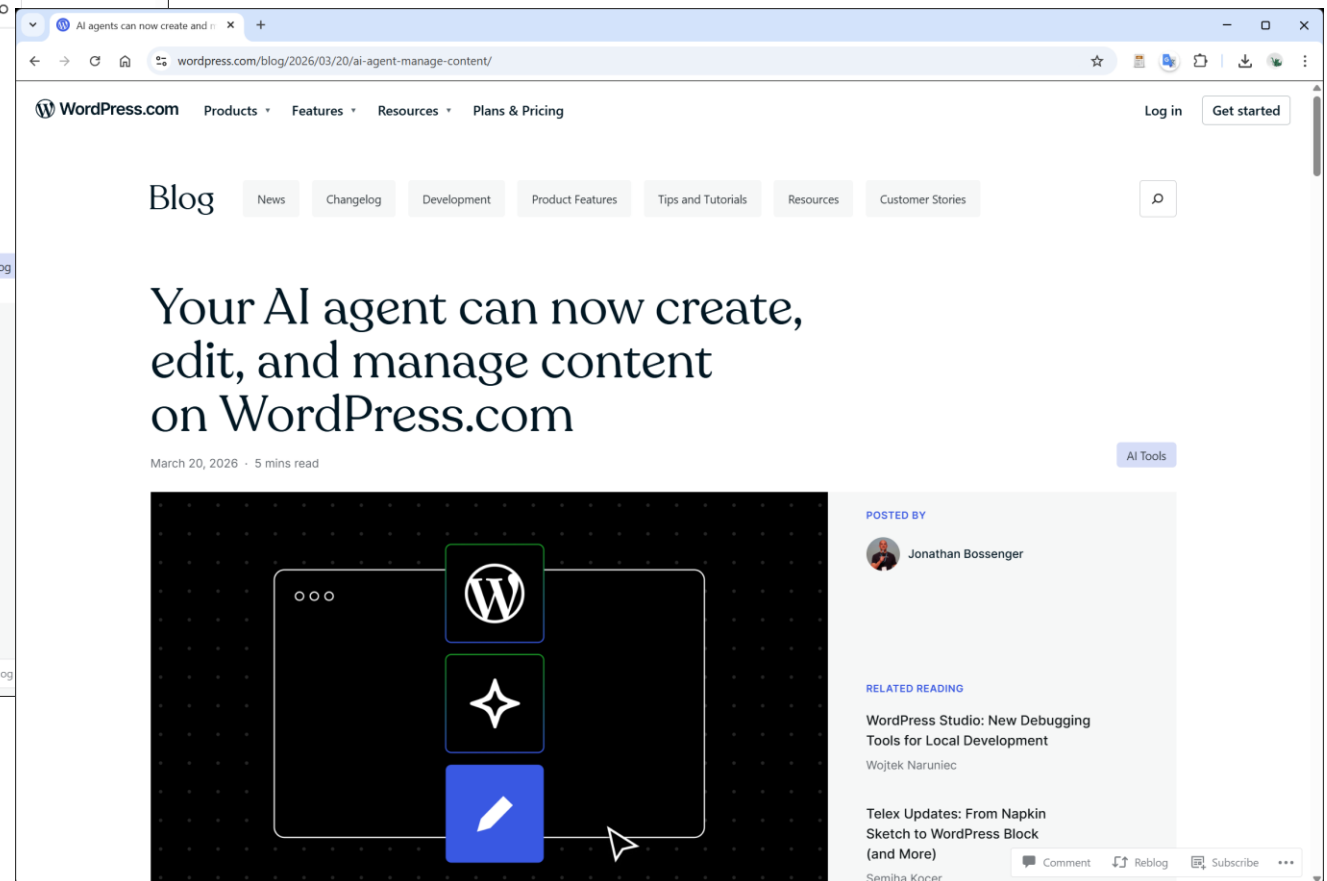 AI agents can now create and m
wordpress.com/blog/2026/03/20/ai-agent-manage-content/
WordPress.com Products Features Resources Plans & Pricing Log in Get started
Blog News Changelog Development Product Features Tips and Tutorials Resources Customer Stories
og
Your AI agent can now create,
edit, and manage content
on WordPress.com
March 20, 2026 · 5 mins read
AI Tools
POSTED BY
Jonathan Bossenger
RELATED READING
WordPress Studio: New Debugging
Tools for Local Development
Wojtek Naruniec
Telex Updates: From Napkin
Sketch to WordPress Block
(and More)
Semiha Kocer
og
Comment Reblog Subscribe